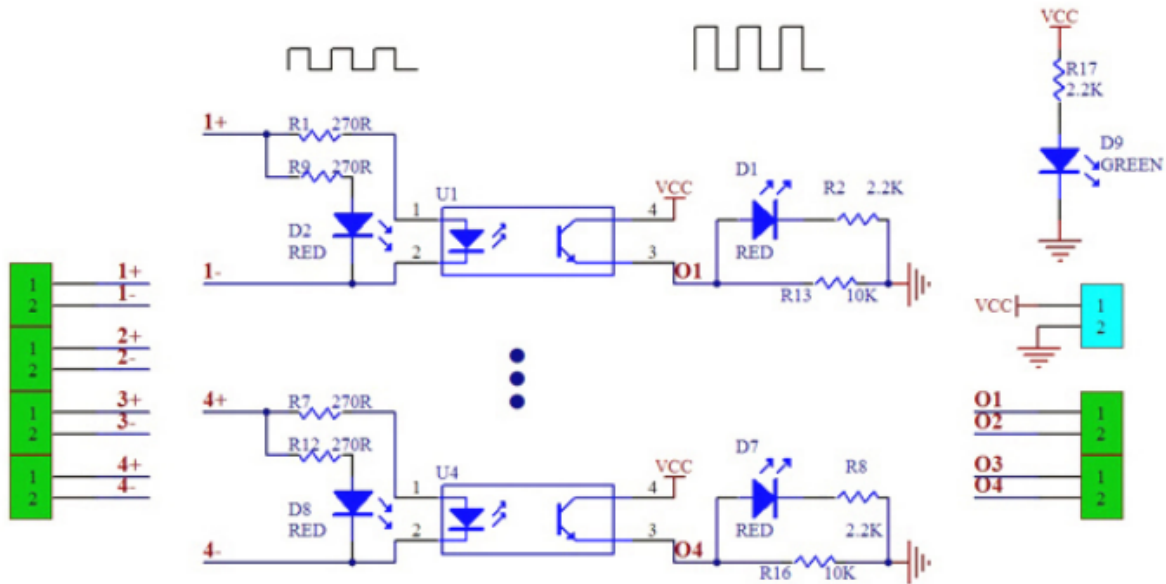 VCC
R17
2.2K
D9
GREEN
1+
R1 270R
R9 270R
D2
RED
1-
U1
1
2
4
3
VCC
O1
D1
RED
R2 2.2K
R13 10K
1 1+
2 1-
1 2+
2 2-
1 3+
2 3-
1 4+
2 4-
4+
R7 270R
R12 270R
D8
RED
4-
U4
1
2
4
3
VCC
O4
D7
RED
R8
2.2K
R16 10K
VCC 1
2
O1 1
O2 2
O3 1
O4 2